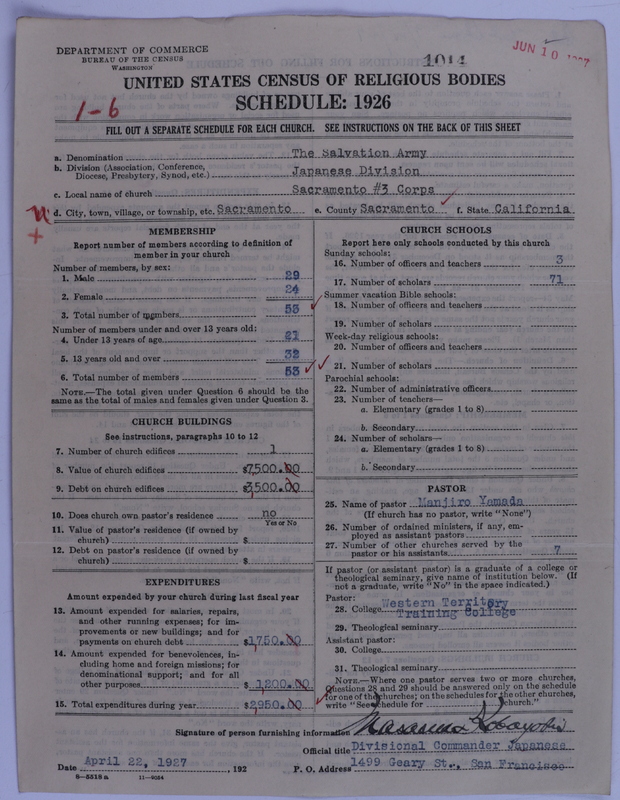 DEPARTMENT OF COMMERCE
BUREAU OF THE CENSUS
WASHINGTON
1014
JUN 10
1-6
UNITED STATES CENSUS OF RELIGIOUS BODIES
SCHEDULE: 1926
FILL OUT A SEPARATE SCHEDULE FOR EACH CHURCH. SEE INSTRUCTIONS ON THE BACK OF THIS SHEET
a. Denomination The Salvation Army
b. Division (Association, Conference, Diocese, Presbytery, Synod, etc.) Japanese Division
c. Local name of church Sacramento #3 Corps
d. City, town, village, or township, etc. Sacramento e. County Sacramento f. State California
MEMBERSHIP
Report number of members according to definition of
member in your church
Number of members, by sex:
1. Male 29
2. Female 24
3. Total number of members 53
Number of members under and over 13 years old:
4. Under 13 years of age 21
5. 13 years old and over 32
6. Total number of members 53
NOTE.—The total given under Question 6 should be
same as the total of males and females given under Question 3.
CHURCH BUILDINGS
See instructions, paragraphs 10 to 12
7. Number of church edifices 1
8. Value of church edifices $7500.00
9. Debt on church edifices $3500.00
10. Does church own pastor's residence no
Yes or No
11. Value of pastor's residence (if owned by
church) $
12. Debt on pastor's residence (if owned by
church) $
EXPENDITURES
Amount expended by your church during last fiscal year
13. Amount expended for salaries, repairs,
and other running expenses; for im-
provements or new buildings; and for
payments on church debt $1750.00
14. Amount expended for benevolences, in-
cluding home and foreign missions; for
denominational support; and for all
other purposes $1200.00
15. Total expenditures during year $2950.00
CHURCH SCHOOLS
Report here only schools conducted by this church
Sunday schools:
16. Number of officers and teachers 3
17. Number of scholars 71
Summer vacation Bible schools:
18. Number of officers and teachers
19. Number of scholars
Week-day religious schools:
20. Number of officers and teachers
21. Number of scholars
Parochial schools:
22. Number of administrative officers
23. Number of teachers—
a. Elementary (grades 1 to 8)
b. Secondary
24. Number of scholars—
a. Elementary (grades 1 to 8)
b. Secondary
PASTOR
25. Name of pastor Manjiro Yamada
(If church has no pastor, write "None")
26. Number of ordained ministers, if any, em-
ployed as assistant pastors
27. Number of other churches served by the
pastor or his assistants 7
If pastor (or assistant pastor) is a graduate of a college or
theological seminary, give name of institution below. (If
not a graduate, write "No" in the space indicated.)
Pastor:
28. College Western Territory Training College
29. Theological seminary
Assistant pastor:
30. College
31. Theological seminary
NOTE.—Where one pastor serves two or more churches,
Questions 28 and 29 should be answered only on the schedule
for one of the churches; on the schedules for the other churches,
write "See schedule for church."
Signature of person furnishing information Masasuke Kobayashi
Official title Divisional Commander Japanese
Date April 22, 1927, 192 P. O. Address 1499 Geary St., San Francisco
8-5518a 11-9064